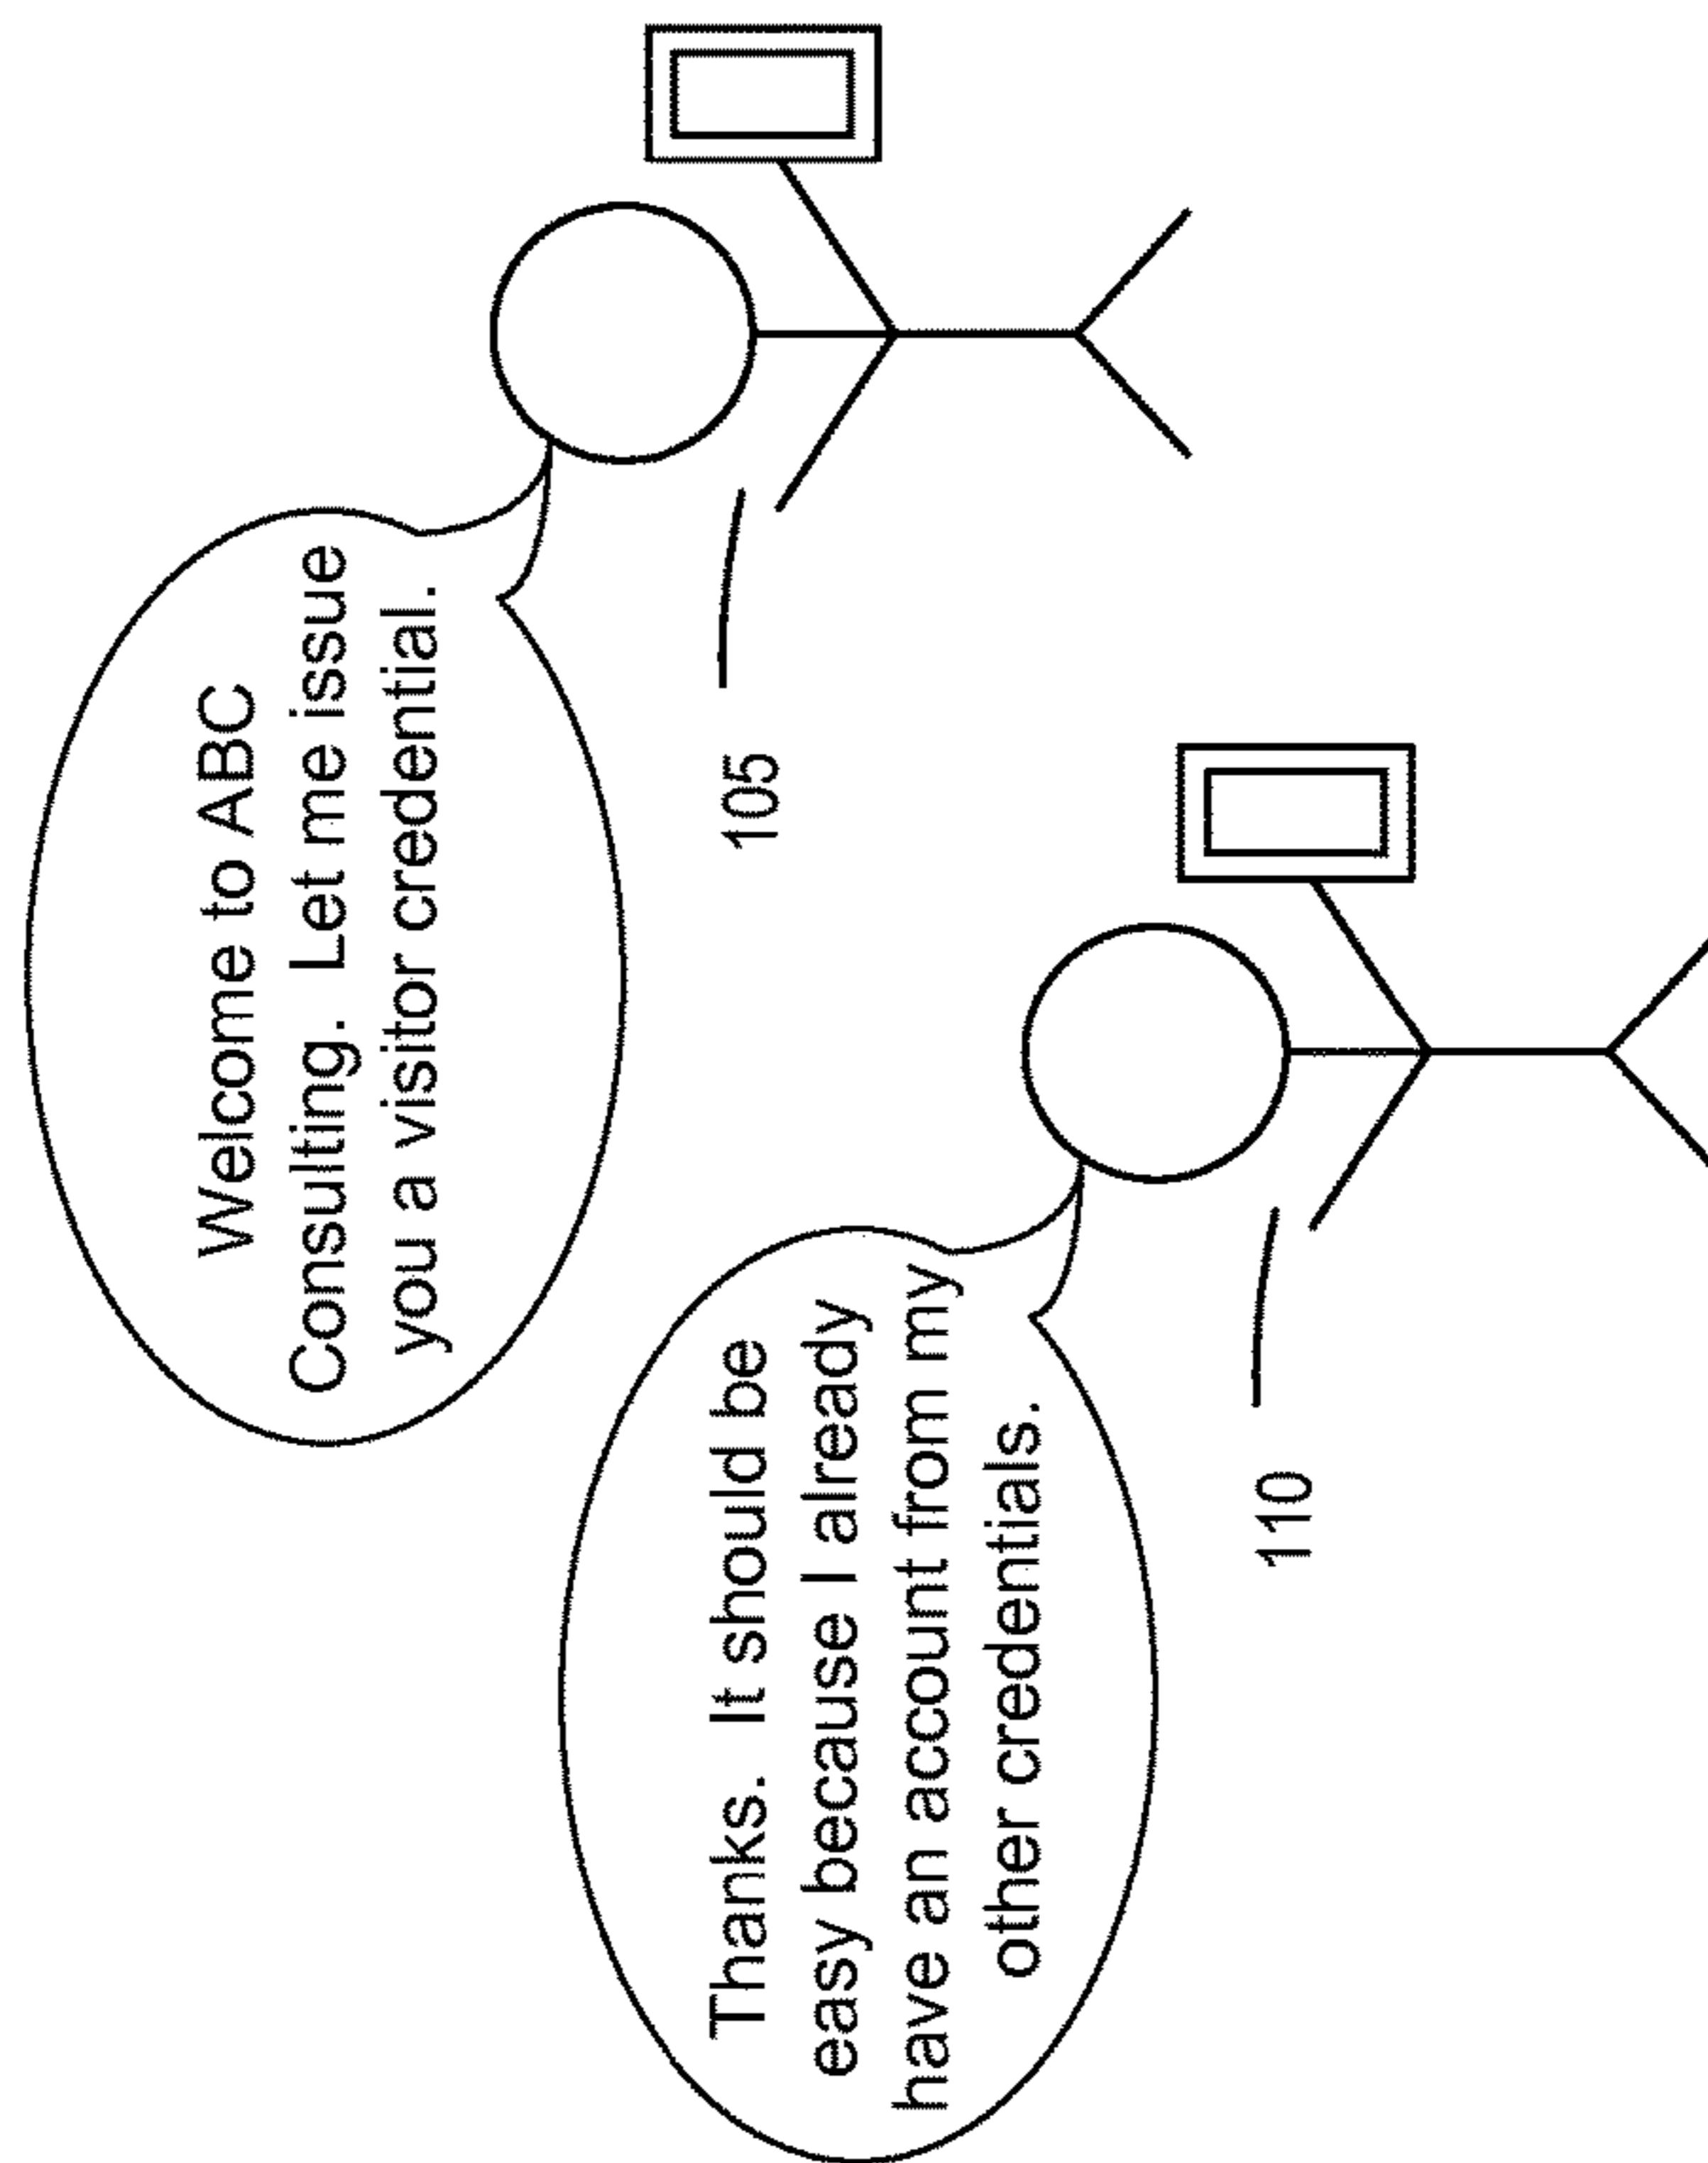 Welcome to ABC
Consulting. Let me issue
you a visitor credential.
105
Thanks. It should be
easy because I already
have an account from my
other credentials.
110